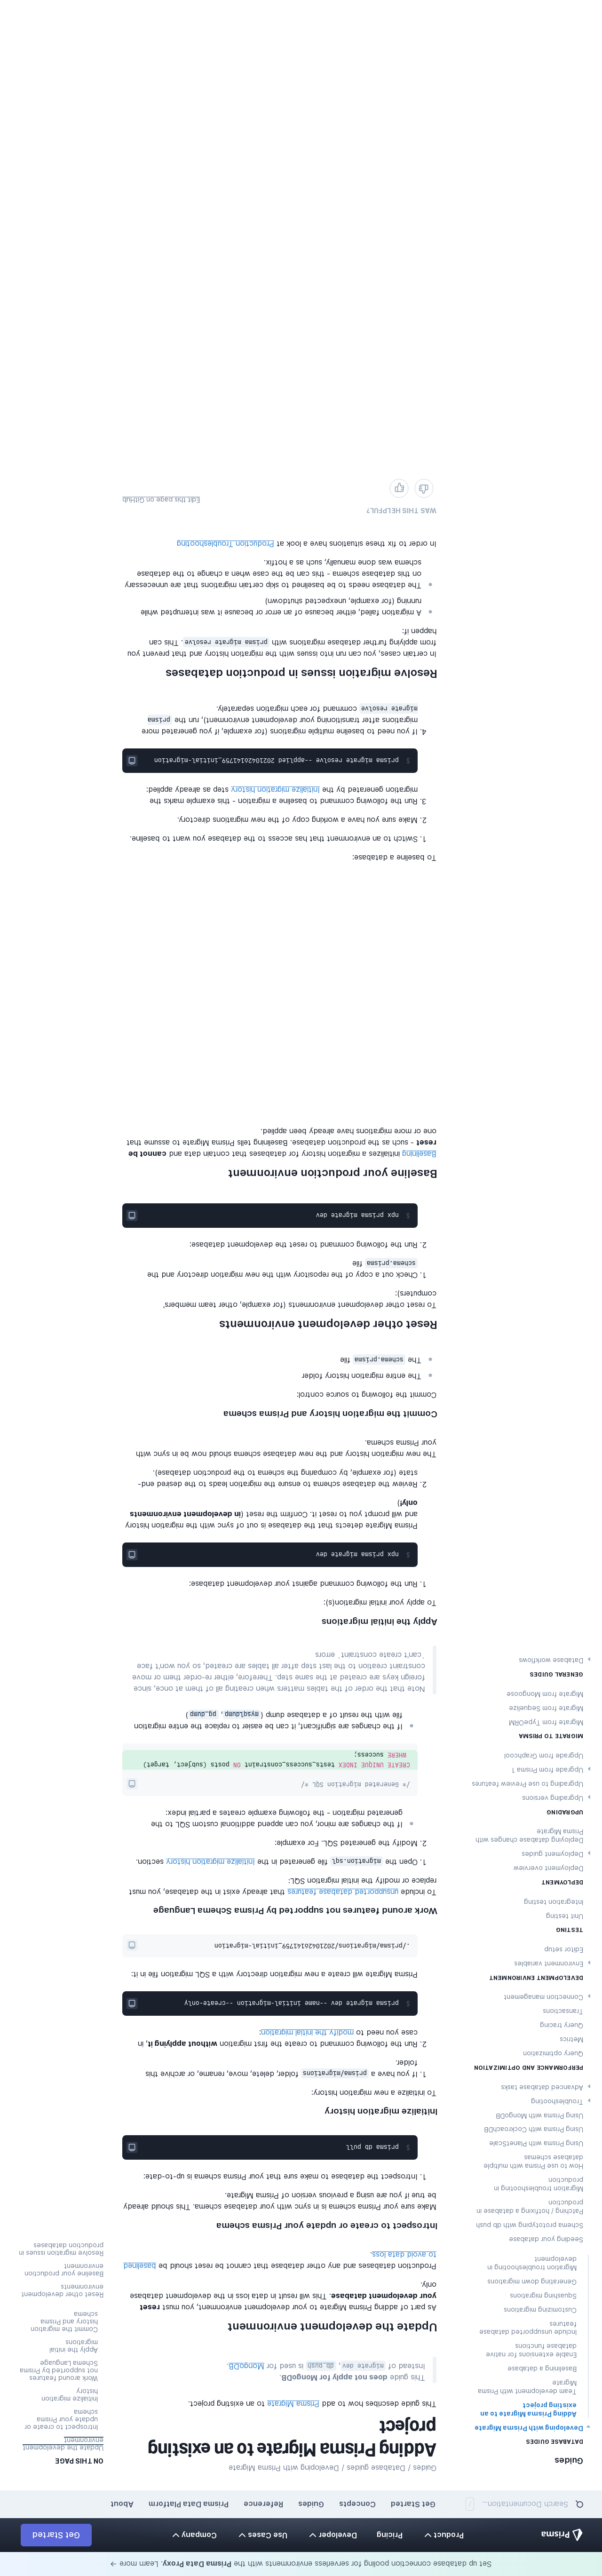 Set up database connection pooling for serverless environments with the Prisma Data Proxy. Learn more →
Prisma
Product
Pricing
Developer
Use Cases
Company
Get Started
Search Documentation...
/
Get Started
Concepts
Guides
Reference
Prisma Data Platform
About
Guides
DATABASE GUIDES
Developing with Prisma Migrate
Adding Prisma Migrate to an
existing project
Team development with Prisma
Migrate
Baselining a database
Enable extensions for native
database functions
Include unsupported database
features
Customizing migrations
Squashing migrations
Generating down migrations
Migration troubleshooting in
development
Seeding your database
Schema prototyping with db push
Patching / hotfixing a database in
production
Migration troubleshooting in
production
How to use Prisma with multiple
database schemas
Using Prisma with PlanetScale
Using Prisma with CockroachDB
Using Prisma with MongoDB
Troubleshooting
Advanced database tasks
PERFORMANCE AND OPTIMIZATION
Query optimization
Metrics
Query tracing
Transactions
Connection management
DEVELOPMENT ENVIRONMENT
Environment variables
Editor setup
TESTING
Unit testing
Integration testing
DEPLOYMENT
Deployment overview
Deployment guides
Deploying database changes with
Prisma Migrate
UPGRADING
Upgrading versions
Upgrading to use Preview features
Upgrade from Prisma 1
Upgrade from Graphcool
MIGRATE TO PRISMA
Migrate from TypeORM
Migrate from Sequelize
Migrate from Mongoose
GENERAL GUIDES
Database workflows
Guides / Database guides / Developing with Prisma Migrate
Adding Prisma Migrate to an existing
project
This guide describes how to add Prisma Migrate to an existing project.
This guide does not apply for MongoDB.
Instead of migrate dev, db push is used for MongoDB.
Update the development environment
As part of adding Prisma Migrate to your development environment, you must reset
your development database. This will result in data loss in the development database
only.
Production databases and any other database that cannot be reset should be baselined
to avoid data loss.
Introspect to create or update your Prisma schema
Make sure your Prisma schema is in sync with your database schema. This should already
be true if you are using a previous version of Prisma Migrate.
1. Introspect the database to make sure that your Prisma schema is up-to-date:
$ prisma db pull
Initialize migration history
To initialize a new migration history:
1. If you have a prisma/migrations folder, delete, move, rename, or archive this
folder.
2. Run the following command to create the first migration without applying it, in
case you need to modify the initial migration:
$ prisma migrate dev --name initial-migration --create-only
Prisma Migrate will create a new migration directory with a SQL migration file in it:
./prisma/migrations/20210426141759_initial-migration
Work around features not supported by Prisma Schema Language
To include unsupported database features that already exist in the database, you must
replace or modify the initial migration SQL:
1. Open the migration.sql file generated in the Initialize migration history section.
2. Modify the generated SQL. For example:
If the changes are minor, you can append additional custom SQL to the
generated migration - the following example creates a partial index:
/* Generated migration SQL */
CREATE UNIQUE INDEX tests_success_constraint ON posts (subject, target)
WHERE success;
If the changes are significant, it can be easier to replace the entire migration
file with the result of a database dump (mysqldump, pg_dump)
Note that the order of the tables matters when creating all of them at once, since
foreign keys are created at the same step. Therefore, either re-order them or move
constraint creation to the last step after all tables are created, so you won't face
`can't create constraint` errors
Apply the initial migrations
To apply your initial migration(s):
1. Run the following command against your development database:
$ npx prisma migrate dev
Prisma Migrate detects that the database is out of sync with the migration history
and will prompt you to reset it. Confirm the reset (in development environments
only!)
2. Review the database schema to ensure the migration leads to the desired end-
state (for example, by comparing the schema to the production database).
The new migration history and the new database schema should now be in sync with
your Prisma schema.
Commit the migration history and Prisma schema
Commit the following to source control:
The entire migration history folder
The schema.prisma file
Reset other development environments
To reset other development environments (for example, other team members'
computers):
1. Check out a copy of the repository with the new migration directory and the
schema.prisma file
2. Run the following command to reset the development database:
$ npx prisma migrate dev
Baseline your production environment
Baselining initializes a migration history for databases that contain data and cannot be
reset - such as the production database. Baselining tells Prisma Migrate to assume that
one or more migrations have already been applied.
To baseline a database:
1. Switch to an environment that has access to the database you want to baseline.
2. Make sure you have a working copy of the new migrations directory.
3. Run the following command to baseline a migration - this example marks the
migration generated by the Initialize migration history step as already applied:
$ prisma migrate resolve --applied 20210426141759_initial-migration
4. If you need to baseline multiple migrations (for example, if you generated more
migrations after transitioning your development environment), run the prisma
migrate resolve command for each migration separately.
Resolve migration issues in production databases
In certain cases, you can run into issues with the migration history and that prevent you
from applying further database migrations with prisma migrate resolve. This can
happen if:
A migration failed, either because of an error or because it was interrupted while
running (for example, unexpected shutdown)
The database needs to be baseline to skip certain migrations that are unnecessary
on this database schema - this can be the case when a change to the database
schema was done manually, such as a hotfix.
In order to fix these situations have a look at Production Troubleshooting
WAS THIS HELPFUL?
Edit this page on GitHub
ON THIS PAGE
Update the development
environment
Introspect to create or
update your Prisma
schema
Initialize migration
history
Work around features
not supported by Prisma
Schema Language
Apply the initial
migrations
Commit the migration
history and Prisma
schema
Reset other development
environments
Baseline your production
environment
Resolve migration issues in
production databases